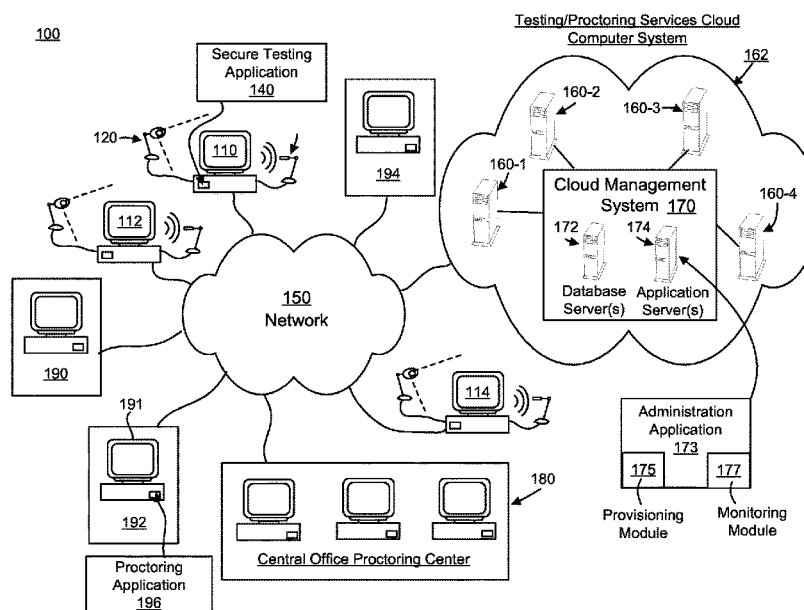 100
Testing/Proctoring Services Cloud
Computer System
Secure Testing
Application
140
162
160-2
160-3
120
110
194
160-1
Cloud Management
System 170
160-4
112
172
174
Database
Server(s)
Application
Server(s)
150
Network
190
114
191
Administration
Application
173
192
180
175
177
Provisioning
Module
Monitoring
Module
Central Office Proctoring Center
Proctoring
Application
196